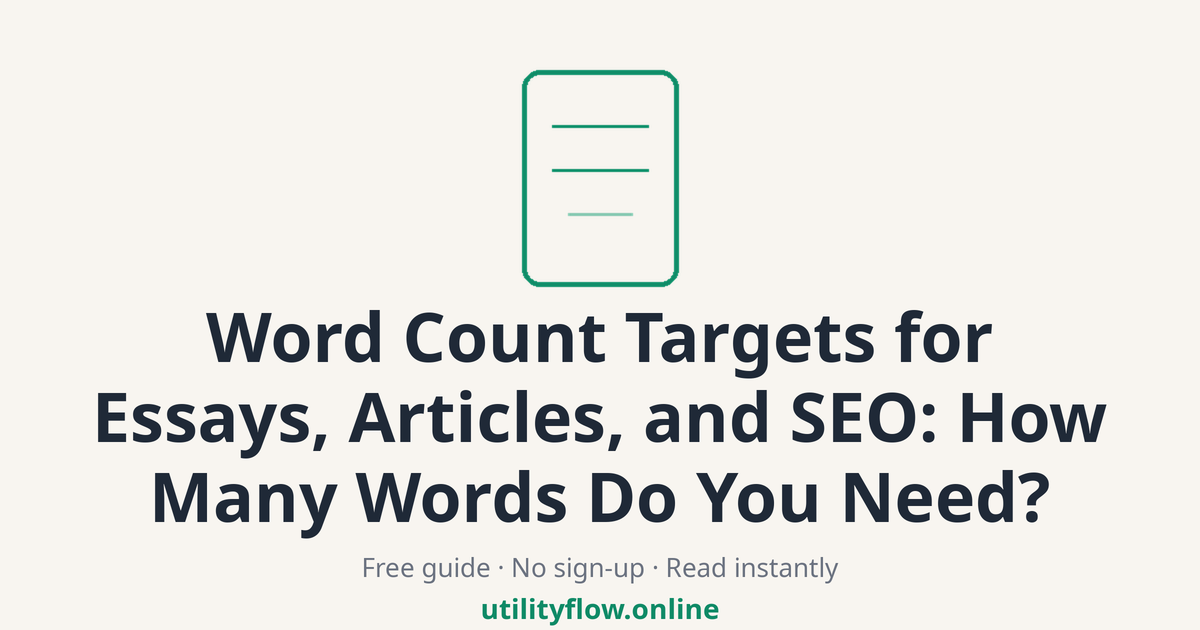 Word Count Targets for
Essays, Articles, and SEO: How
Many Words Do You Need?
Free guide · No sign-up · Read instantly
utilityflow.online